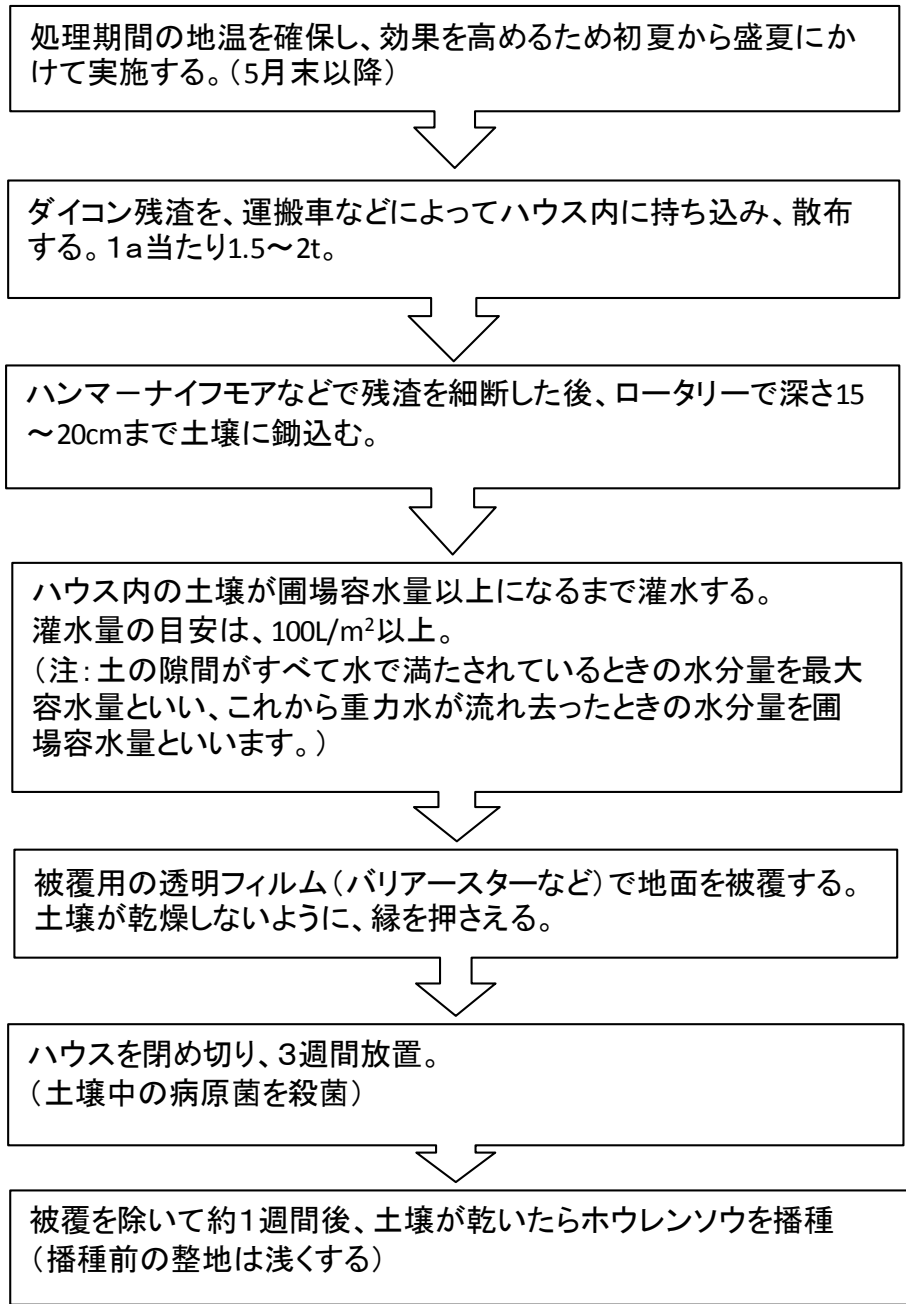 処理期間の地温を確保し、効果を高めるため初夏から盛夏にか
けて実施する。（5月末以降）
ダイコン残渣を、運搬車などによってハウス内に持ち込み、散布
する。１ａ当たり1.5～2t。
ハンマーナイフモアなどで残渣を細断した後、ロータリーで深さ15
～20cmまで土壌に鋤込む。
ハウス内の土壌が圃場容水量以上になるまで灌水する。
灌水量の目安は、100L/m²以上。
（注：土の隙間がすべて水で満たされているときの水分量を最大
容水量といい、これから重力水が流れ去ったときの水分量を圃
場容水量といいます。）
被覆用の透明フィルム（バリアースターなど）で地面を被覆する。
土壌が乾燥しないように、縁を押さえる。
ハウスを閉め切り、３週間放置。
（土壌中の病原菌を殺菌）
被覆を除いて約１週間後、土壌が乾いたらホウレンソウを播種
（播種前の整地は浅くする）